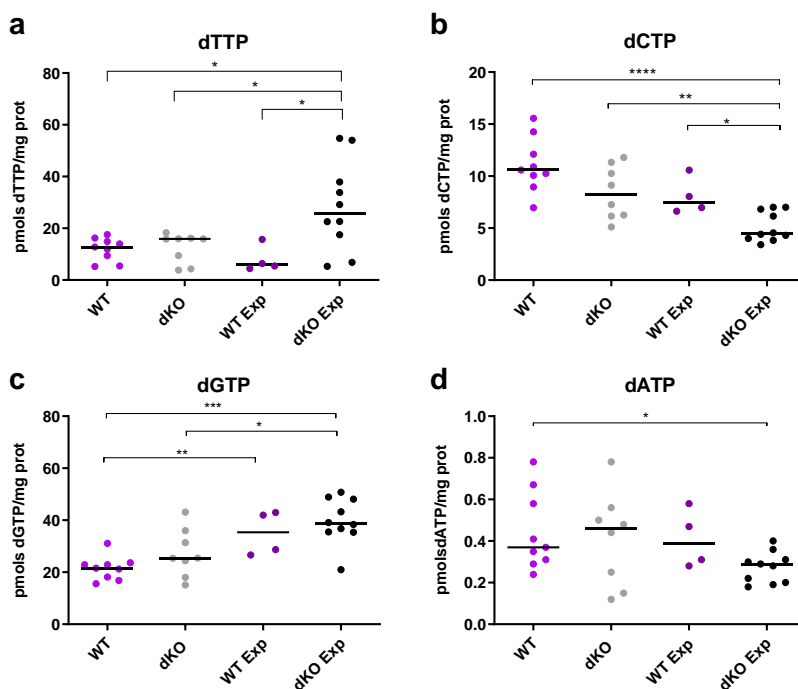 a
dTTP
pmols dTTP/mg prot
80
60
40
20
0
*
*
*
WT
dKO
WT Exp
dKO Exp
b
dCTP
pmols dCTP/mg prot
20
15
10
5
0
****
**
*
WT
dKO
WT Exp
dKO Exp
c
dGTP
pmols dGTP/mg prot
80
60
40
20
0
***
*
**
WT
dKO
WT Exp
dKO Exp
d
dATP
pmolsdATP/mg prot
1.0
0.8
0.6
0.4
0.2
0.0
*
WT
dKO
WT Exp
dKO Exp